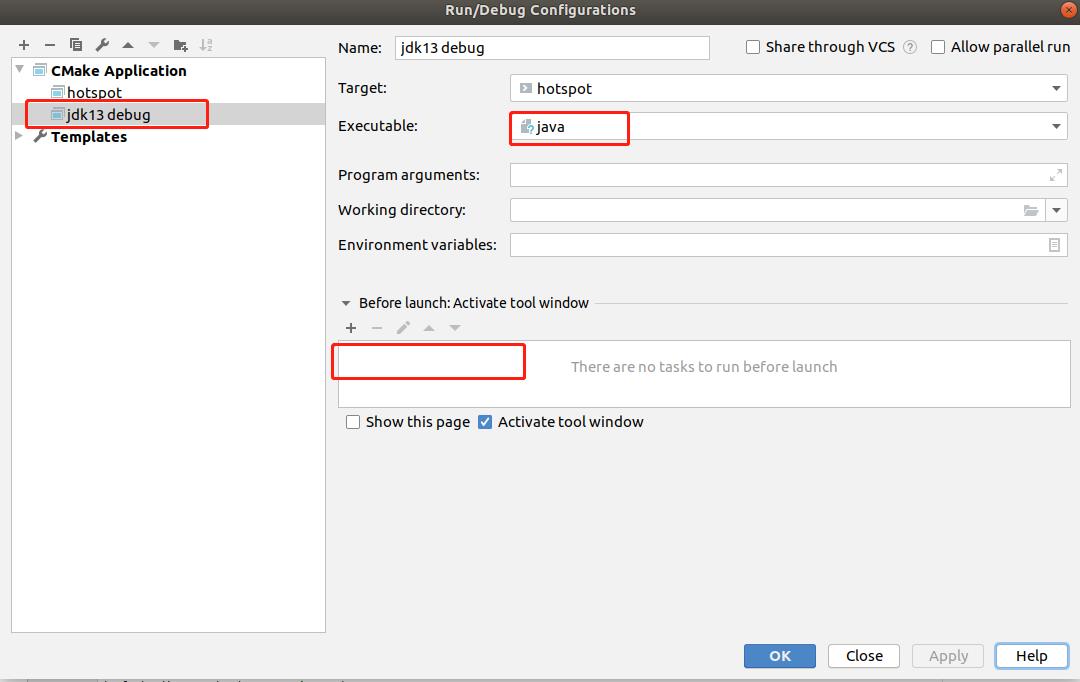 Run/Debug Configurations
Name: jdk13 debug
Share through VCS ?
Allow parallel run
CMake Application
hotspot
jdk13 debug
Templates
Target: hotspot
Executable: java
Program arguments:
Working directory:
Environment variables:
Before launch: Activate tool window
There are no tasks to run before launch
Show this page Activate tool window
OK Close Apply Help